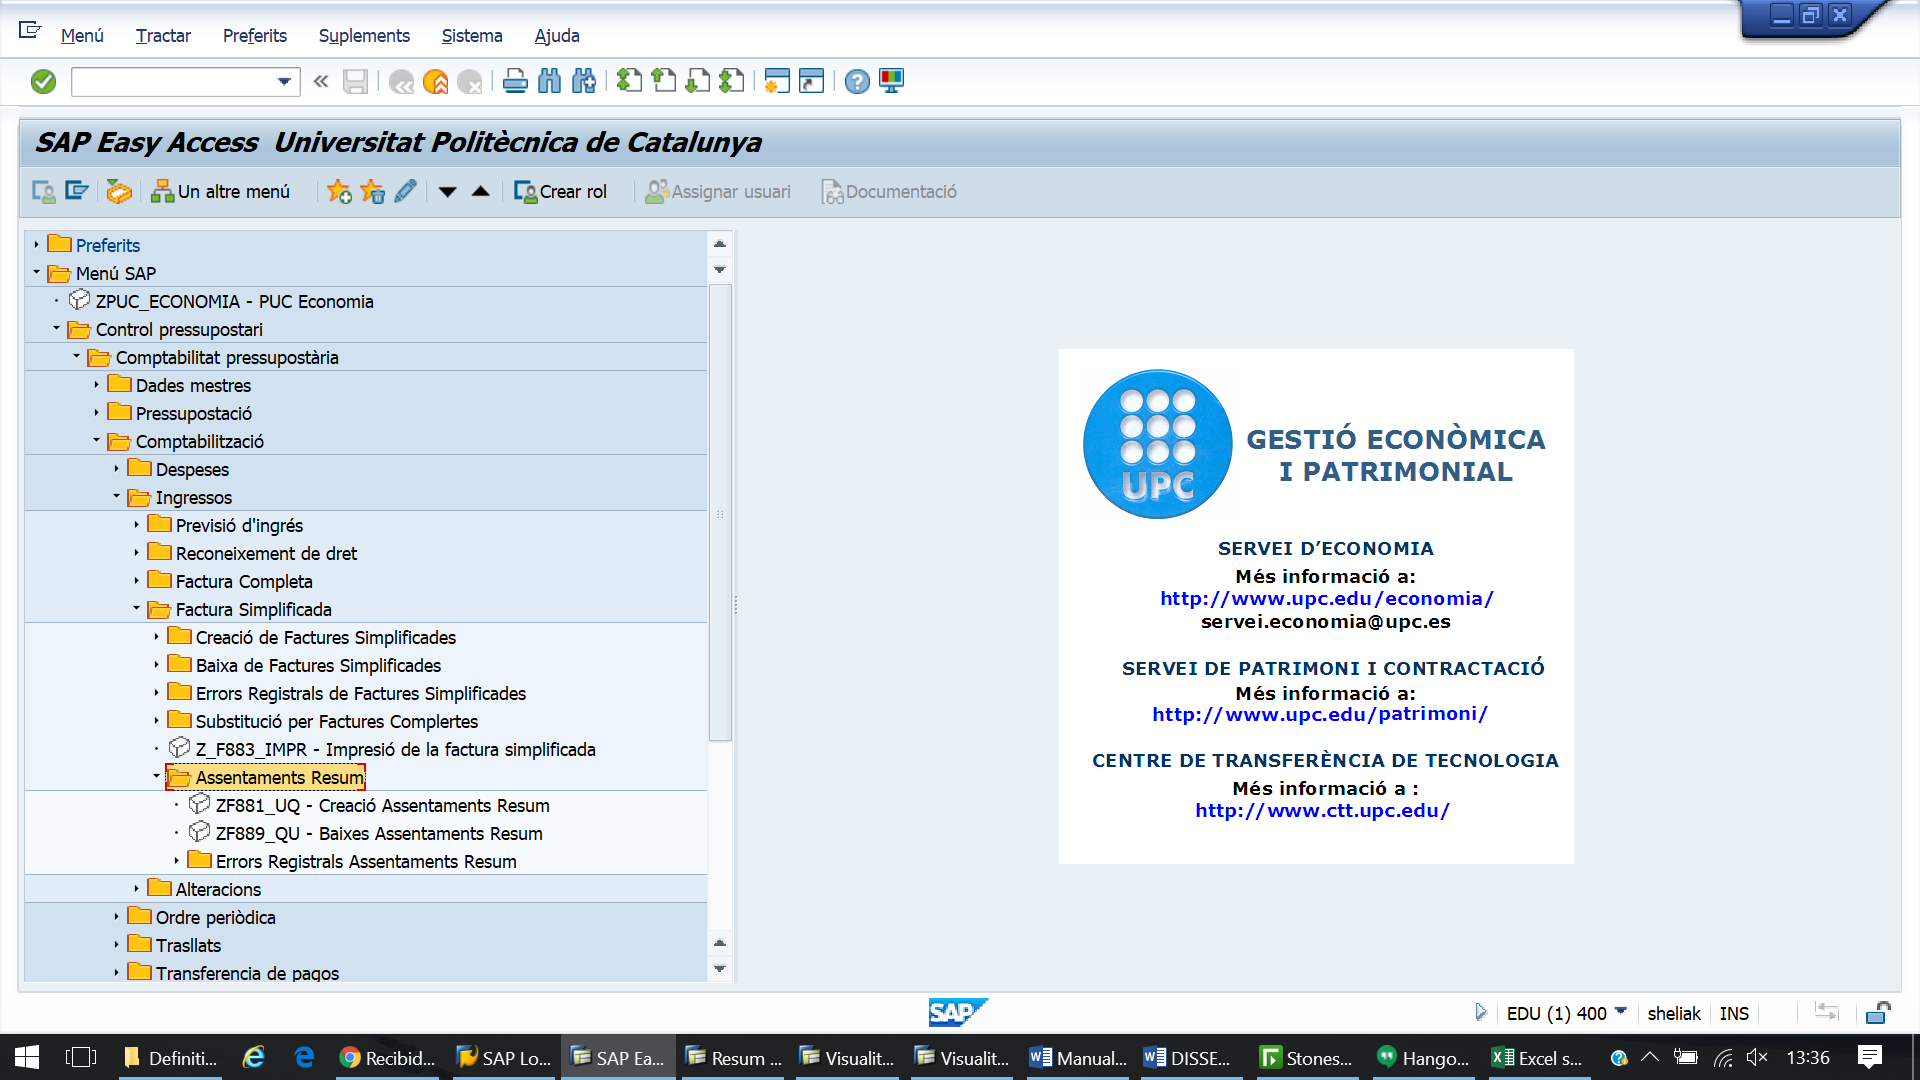 Menú Tractar Preferits Suplements Sistema Ajuda
SAP Easy Access Universitat Politècnica de Catalunya
Un altre menú Crear rol Assignar usuari Documentació
Preferits
Menú SAP
ZPUC_ECONOMIA - PUC Economia
Control pressupostari
Comptabilitat pressupostària
Dades mestres
Pressupostació
Comptabilització
Despeses
Ingressos
Previsió d'ingrés
Reconeixement de dret
Factura Completa
Factura Simplificada
Creació de Factures Simplificades
Baixa de Factures Simplificades
Errors Registrals de Factures Simplificades
Substitució per Factures Complertes
Z_F883_IMPR - Impresió de la factura simplificada
Assentaments Resum
ZF881_UQ - Creació Assentaments Resum
ZF889_QU - Baixes Assentaments Resum
Errors Registrals Assentaments Resum
Alteracions
Ordre periòdica
Trasllats
Transferencia de pagos
UPC
GESTIÓ ECONÒMICA
I PATRIMONIAL
SERVEI D’ECONOMIA
Més informació a:
http://www.upc.edu/economia/
servei.economia@upc.es
SERVEI DE PATRIMONI I CONTRACTACIÓ
Més informació a:
http://www.upc.edu/patrimoni/
CENTRE DE TRANSFERÈNCIA DE TECNOLOGIA
Més informació a :
http://www.ctt.upc.edu/
SAP
EDU (1) 400 sheliak INS
Definiti... Recibid... SAP Lo... SAP Ea... Resum ... Visualit... Visualit... Manual... DISSE... Stones... Hango... Excel s... 13:36